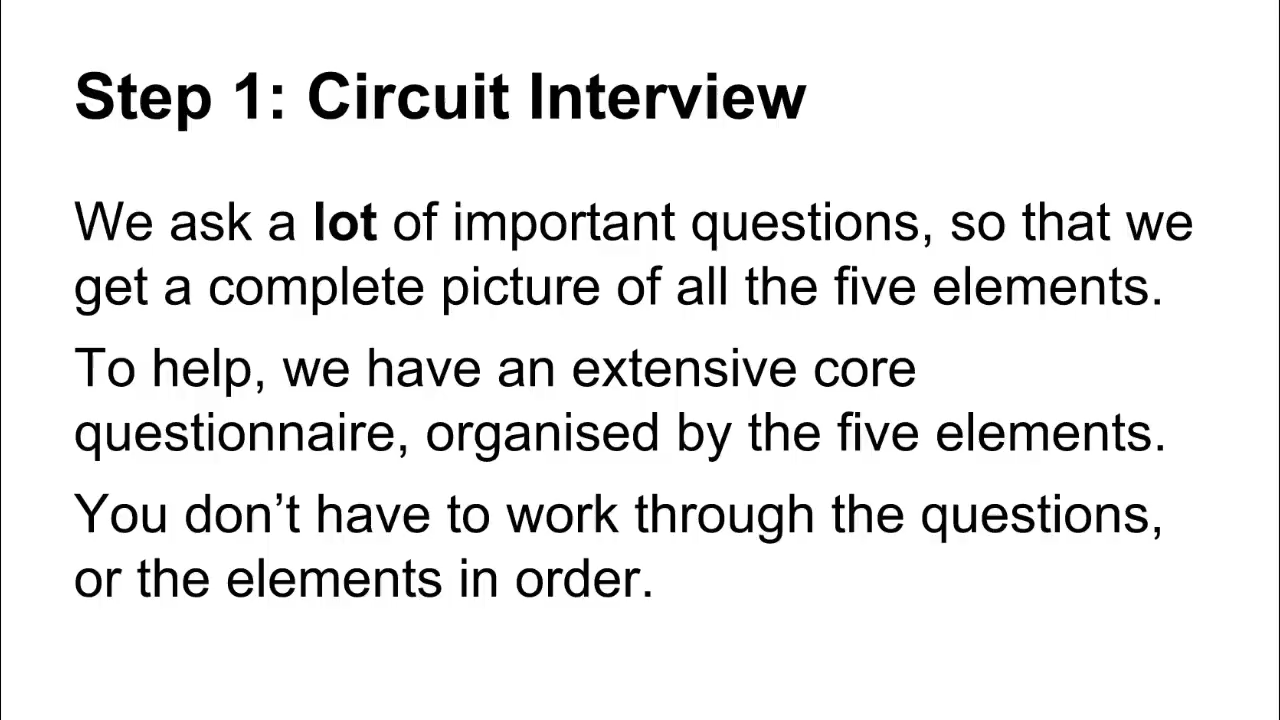 Step 1: Circuit Interview
We ask a lot of important questions, so that we
get a complete picture of all the five elements.
To help, we have an extensive core
questionnaire, organised by the five elements.
You don’t have to work through the questions,
or the elements in order.